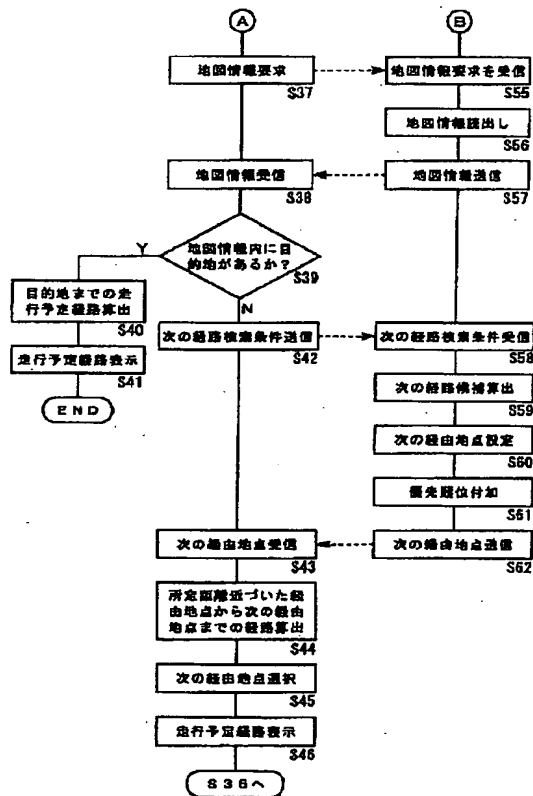 A
B
地図情報要求
S37
地図情報要求を受信
S55
地図情報読出し
S56
地図情報受信
S38
地図情報送信
S57
地図情報内に目
的地があるか?
S39
Y
N
目的地までの走
行予定経路算出
S40
走行予定経路表示
S41
END
次の経路検索条件送信
S42
次の経路検索条件受信
S58
次の経路候補算出
S59
次の経由地点設定
S60
優先順位付加
S61
次の経由地点受信
S43
次の経由地点送信
S62
所定距離近づいた経
由地点から次の経由
地点までの経路算出
S44
次の経由地点選択
S45
走行予定経路表示
S46
S36へ